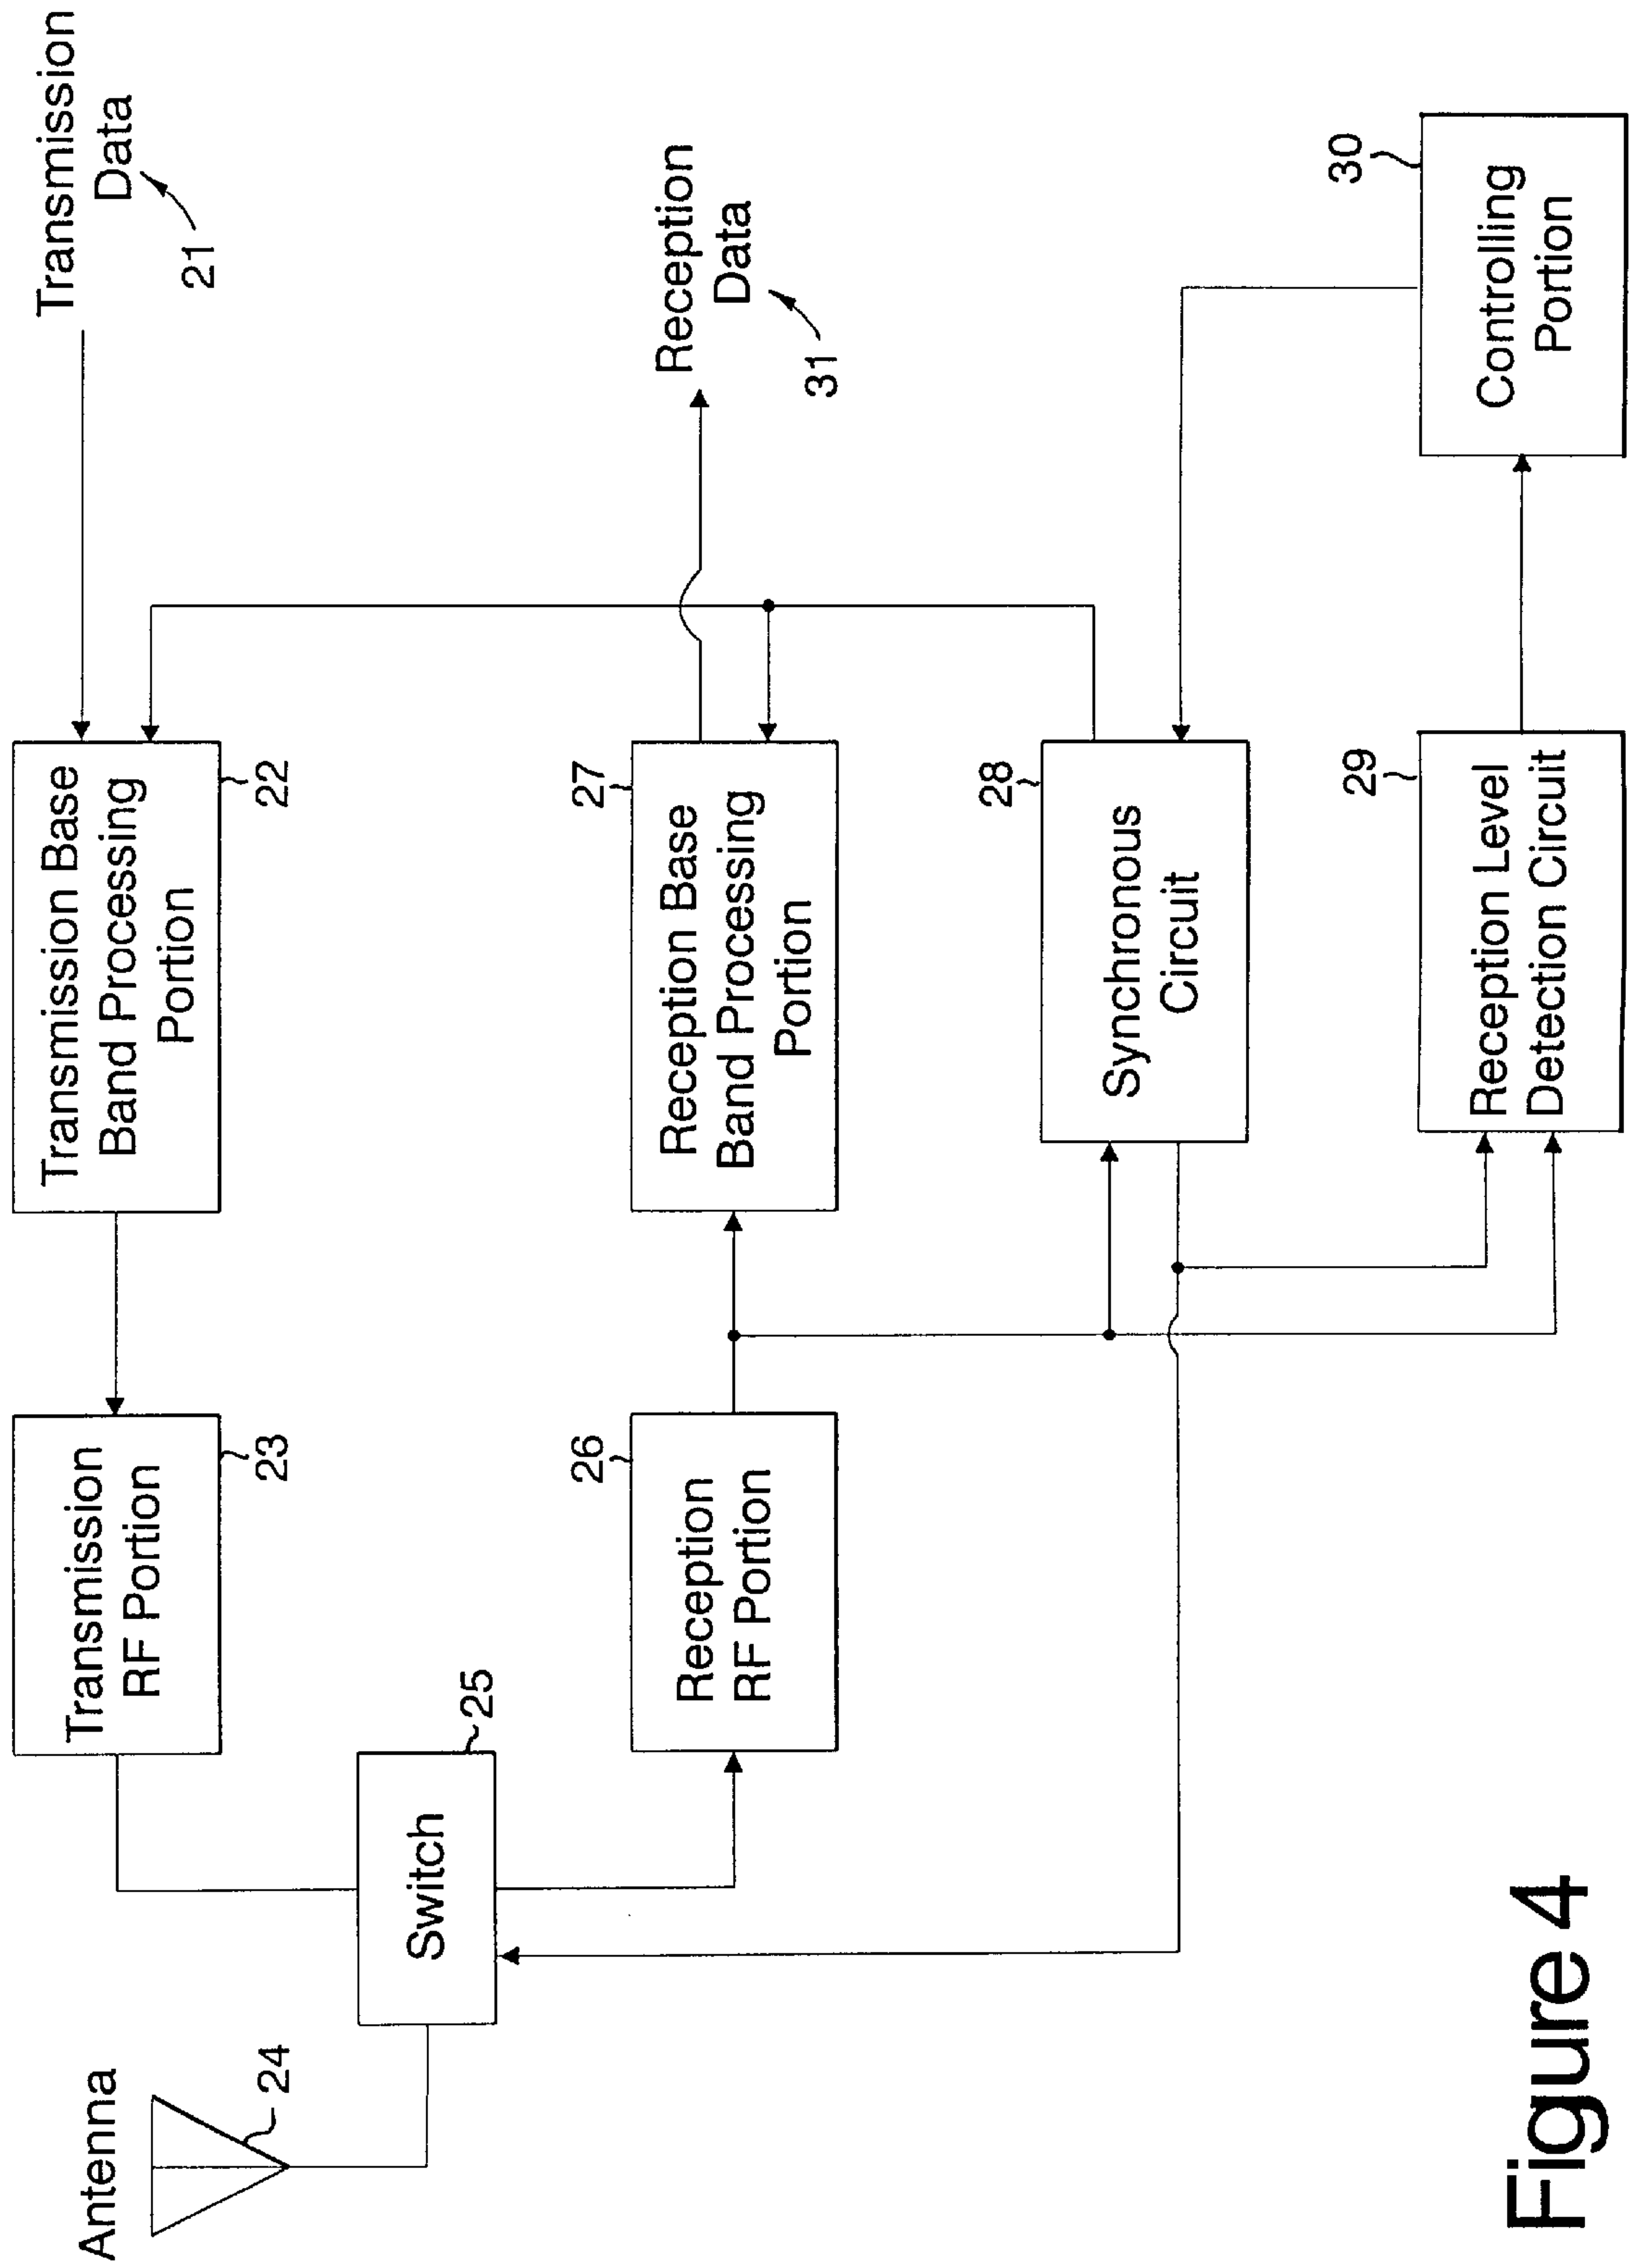 Transmission
Data
21
Transmission Base
Band Processing
Portion
22
Transmission
RF Portion
23
Antenna
24
Switch
25
Reception
RF Portion
26
Reception Base
Band Processing
Portion
27
Reception
Data
31
Synchronous
Circuit
28
Reception Level
Detection Circuit
29
Controlling
Portion
30
Figure 4